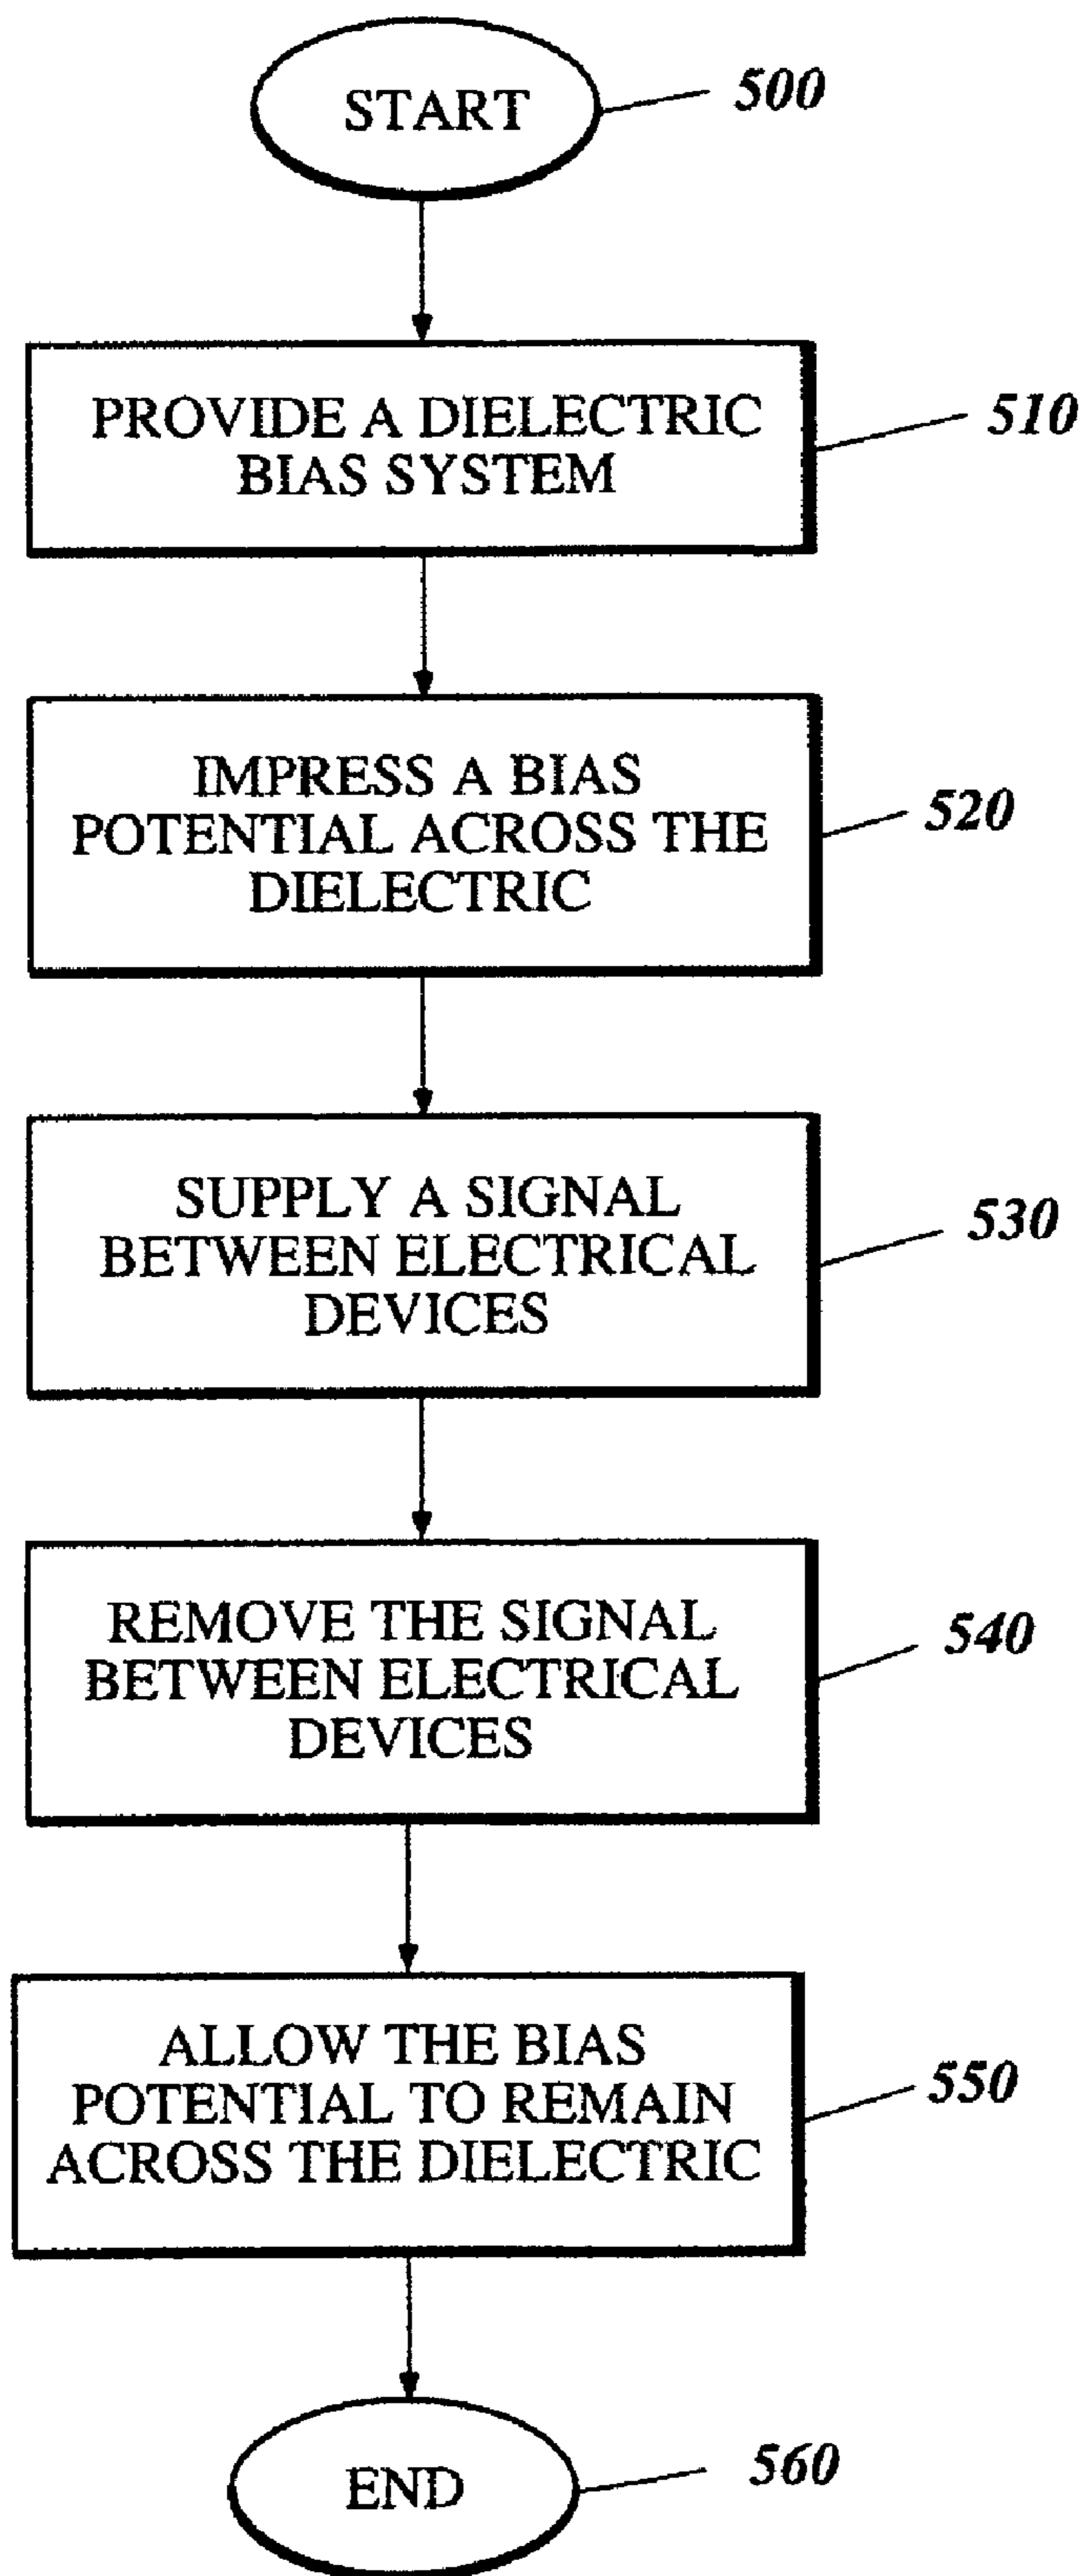 START
500
PROVIDE A DIELECTRIC
BIAS SYSTEM
510
IMPRESS A BIAS
POTENTIAL ACROSS THE
DIELECTRIC
520
SUPPLY A SIGNAL
BETWEEN ELECTRICAL
DEVICES
530
REMOVE THE SIGNAL
BETWEEN ELECTRICAL
DEVICES
540
ALLOW THE BIAS
POTENTIAL TO REMAIN
ACROSS THE DIELECTRIC
550
END
560